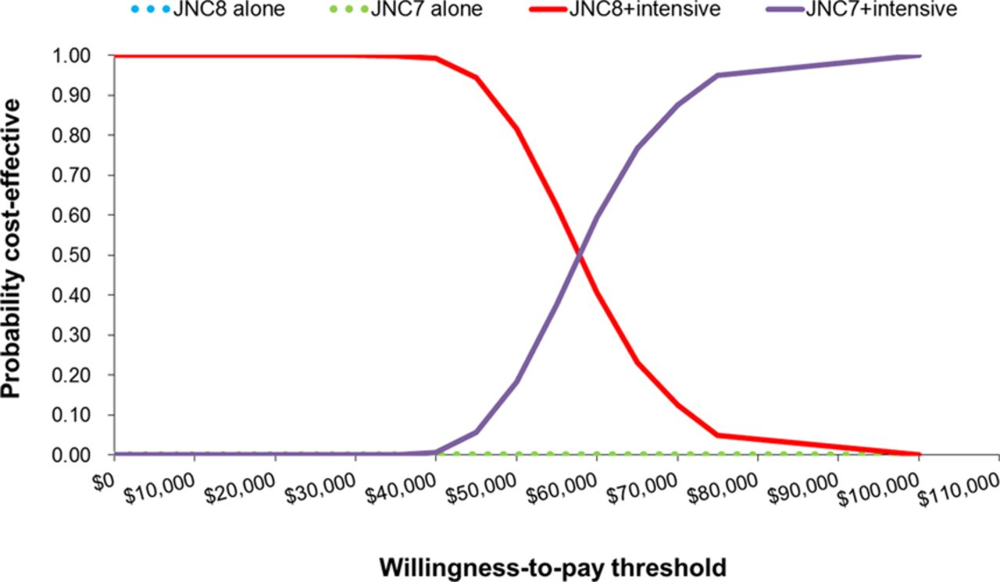 JNC8 alone JNC7 alone JNC8+intensive JNC7+intensive
1.00
0.90
0.80
0.70
0.60
0.50
0.40
0.30
0.20
0.10
0.00
Probability cost-effective
$0 $10,000 $20,000 $30,000 $40,000 $50,000 $60,000 $70,000 $80,000 $90,000 $100,000 $110,000
Willingness-to-pay threshold